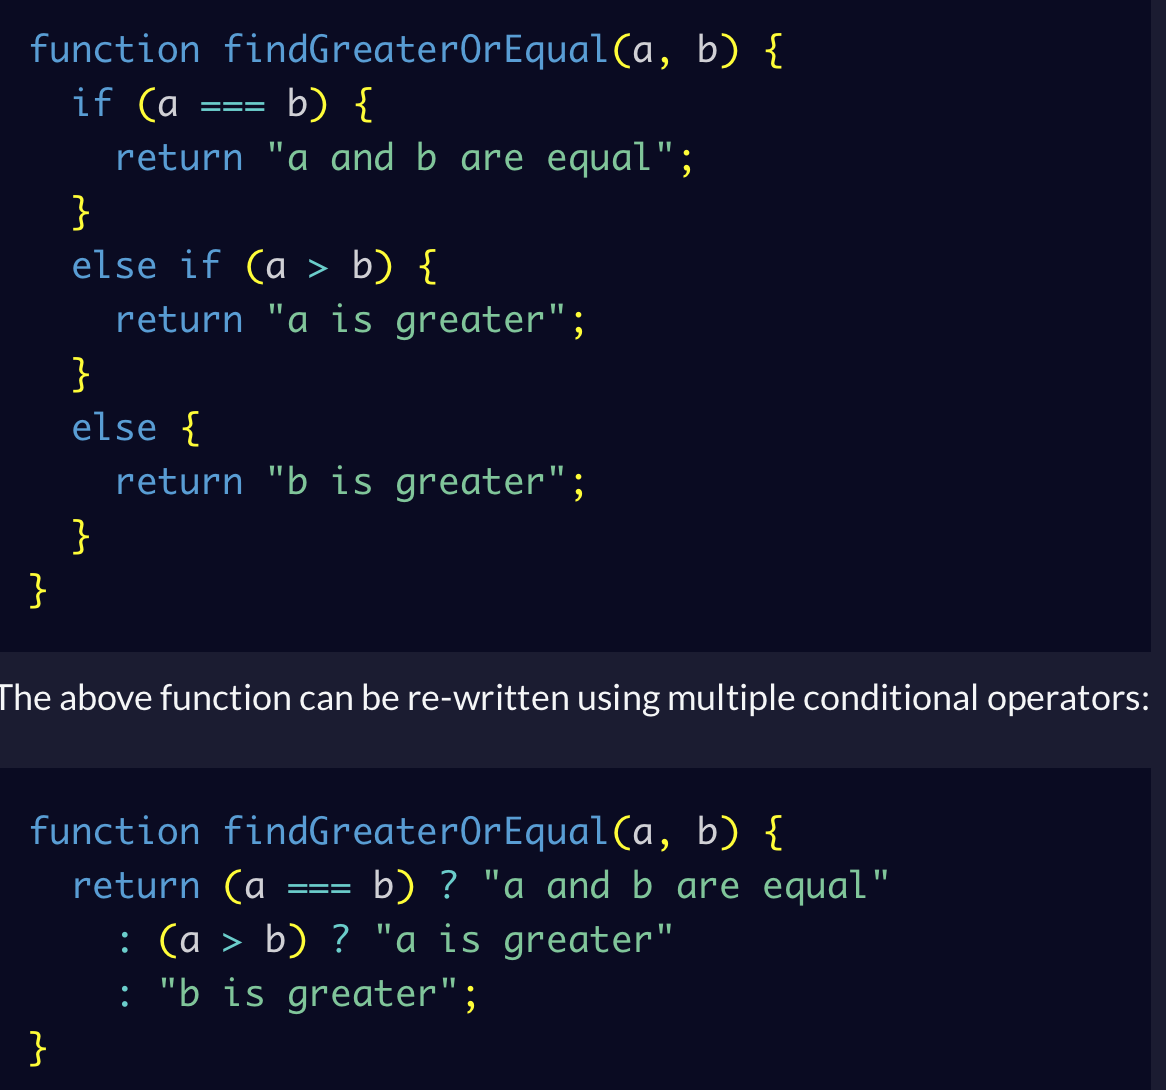 function findGreaterOrEqual(a, b) {
  if (a === b) {
    return "a and b are equal";
  }
  else if (a > b) {
    return "a is greater";
  }
  else {
    return "b is greater";
  }
}
The above function can be re-written using multiple conditional operators:
function findGreaterOrEqual(a, b) {
  return (a === b) ? "a and b are equal"
    : (a > b) ? "a is greater"
    : "b is greater";
}